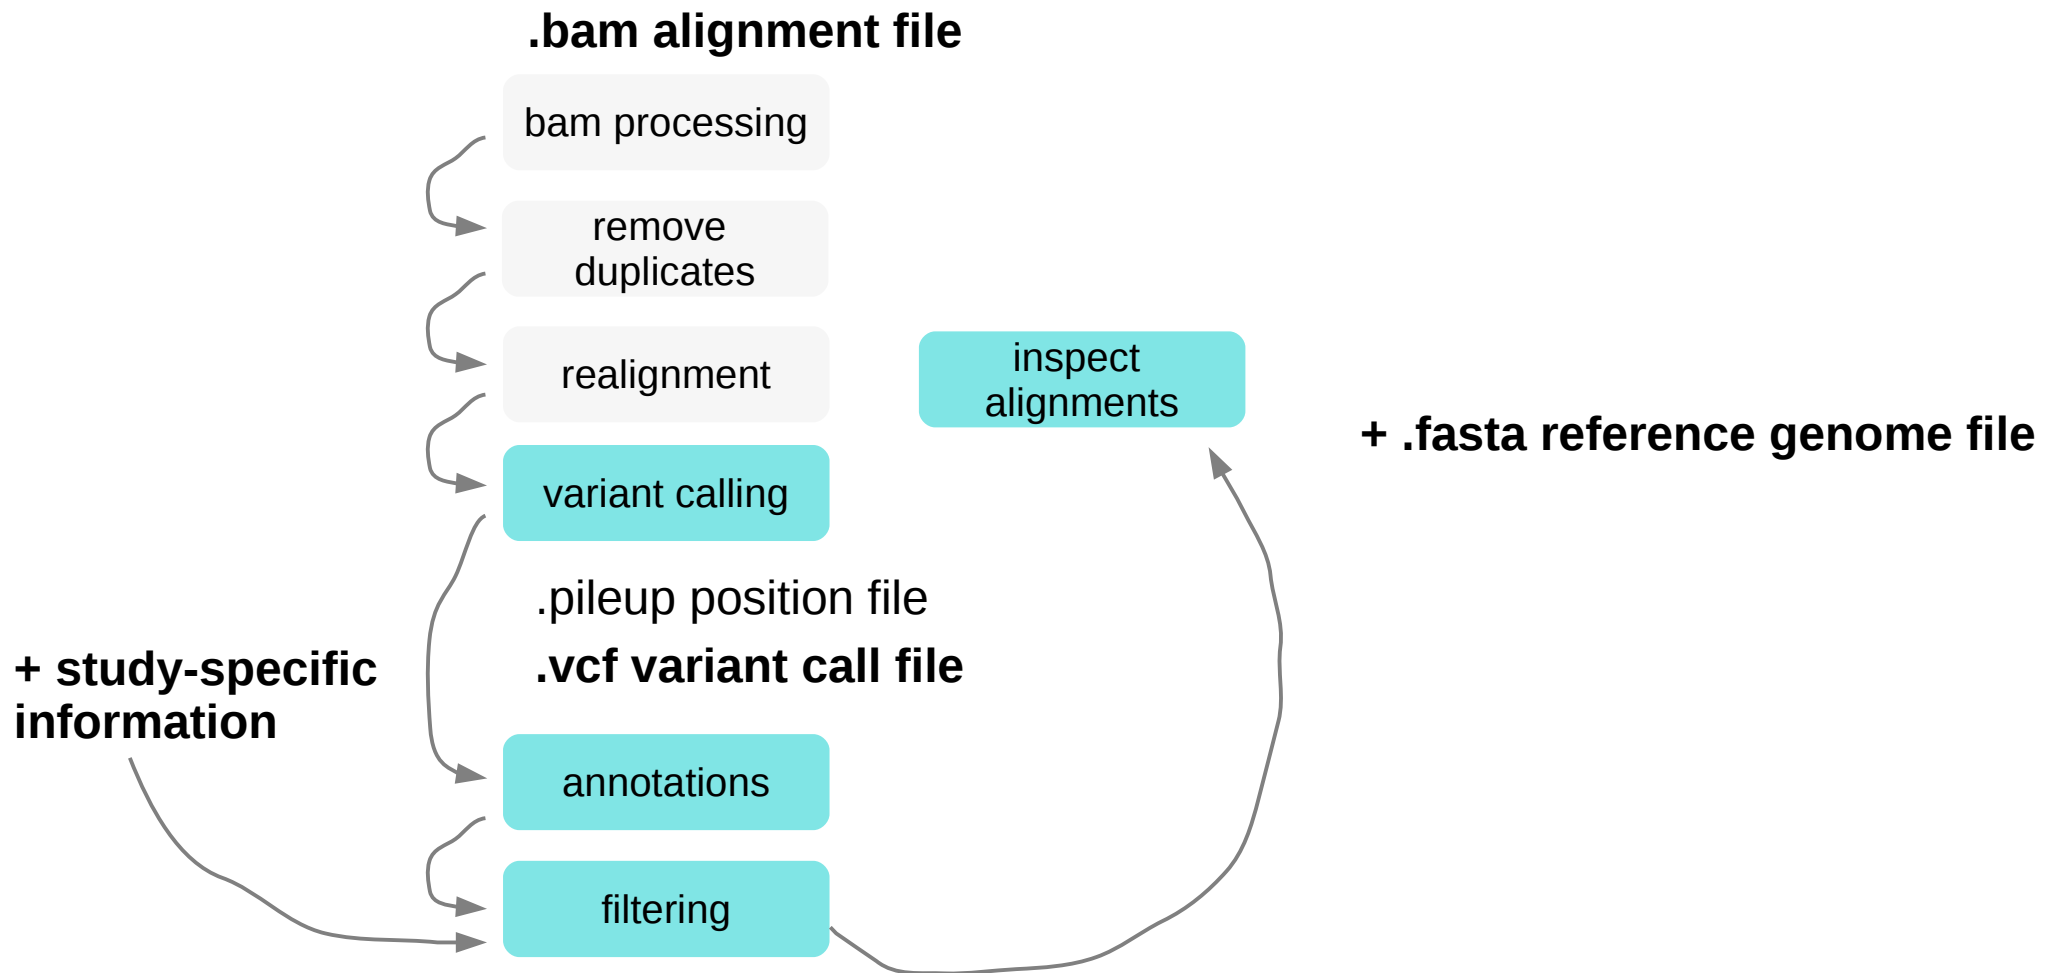 .bam alignment file
bam processing
remove
duplicates
realignment
inspect
alignments
+ .fasta reference genome file
variant calling
.pileup position file
.vcf variant call file
+ study-specific
information
annotations
filtering